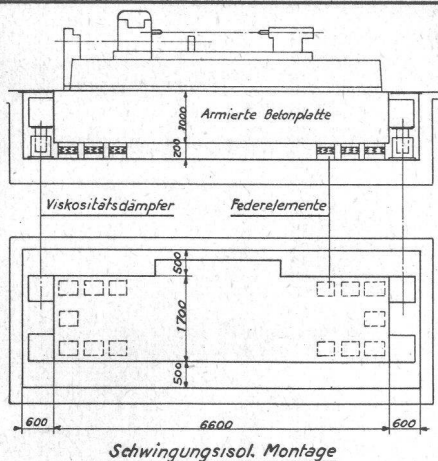 Armierte Betonplatte
1000
200
Viskositätsdämpfer
Federelemente
500
1700
500
600
6600
600
Schwingungsisol. Montage